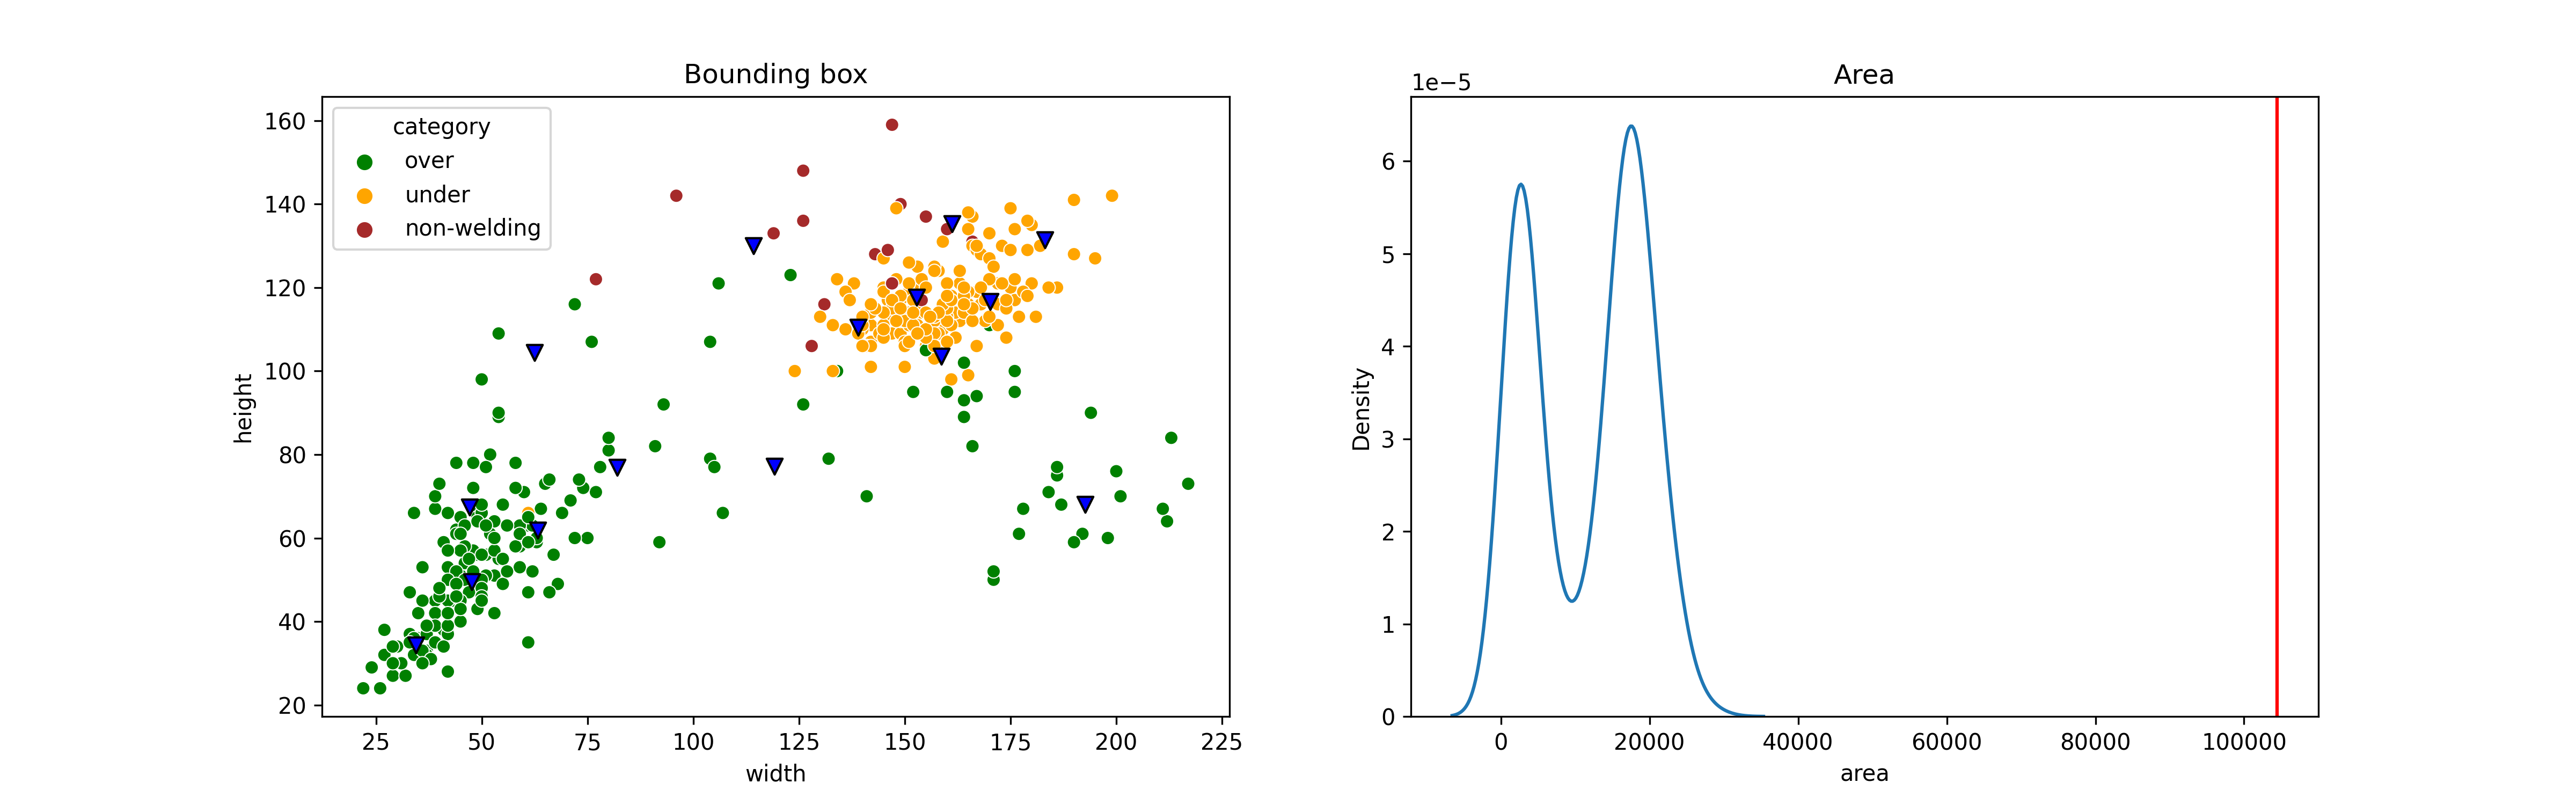 Bounding box
category
over
under
non-welding
160
140
120
100
80
60
40
20
height
25 50 75 100 125 150 175 200 225
width
Area
1e−5
6
5
4
3
2
1
0
Density
0 20000 40000 60000 80000 100000
area